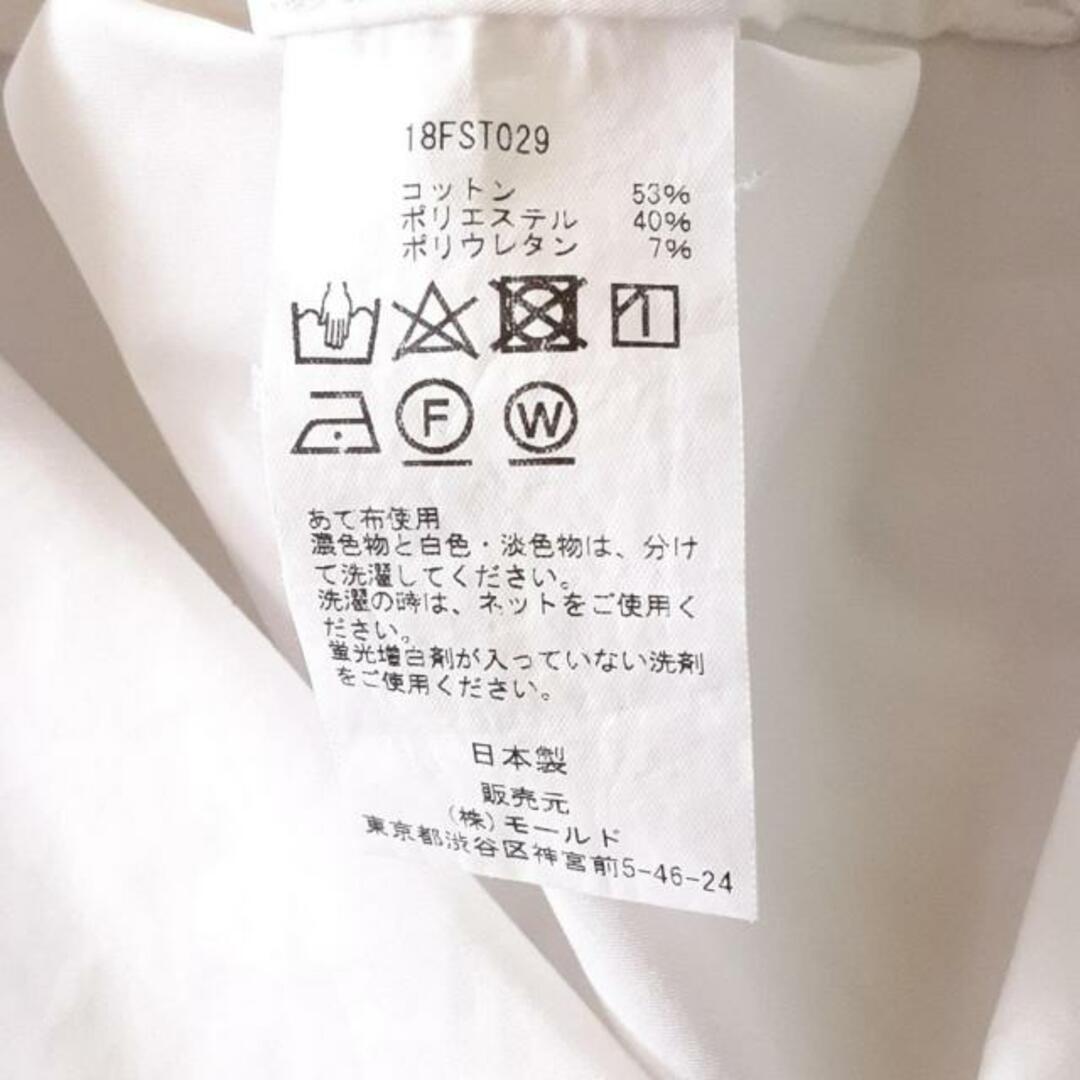 18FST029
コットン 53%
ポリエステル 40%
ポリウレタン 7%
F W
あて布使用
濃色物と白色・淡色物は、分け
て洗濯してください。
洗濯の時は、ネットをご使用く
ださい。
蛍光増白剤が入っていない洗剤
をご使用ください。
日本製
販売元
(株)モールド
東京都渋谷区神宮前5-46-24